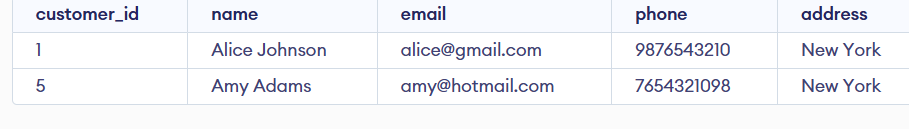 customer_id name email phone address
1 Alice Johnson alice@gmail.com 9876543210 New York
5 Amy Adams amy@hotmail.com 7654321098 New York